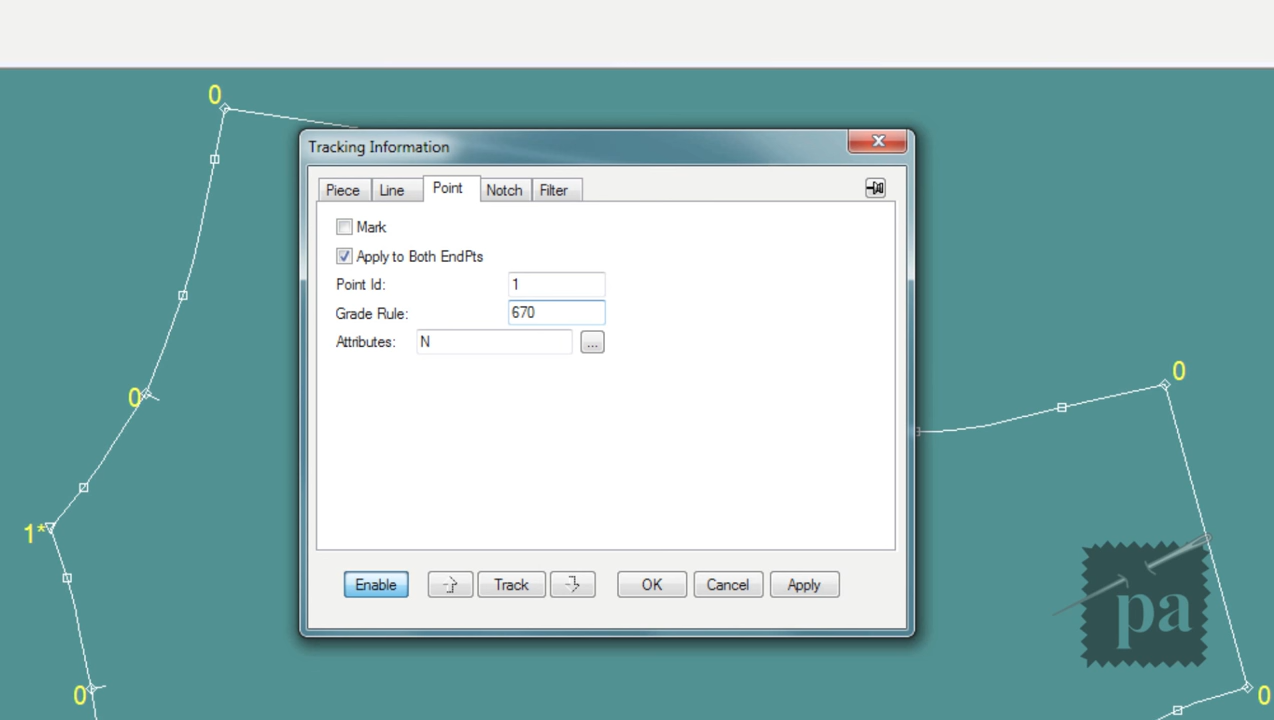 0
Tracking Information
Piece Line Point Notch Filter
Mark
Apply to Both EndPts
Point Id: 1
Grade Rule: 670
Attributes: N ...
0
0
1*
Enable Track OK Cancel Apply
pa
0
0